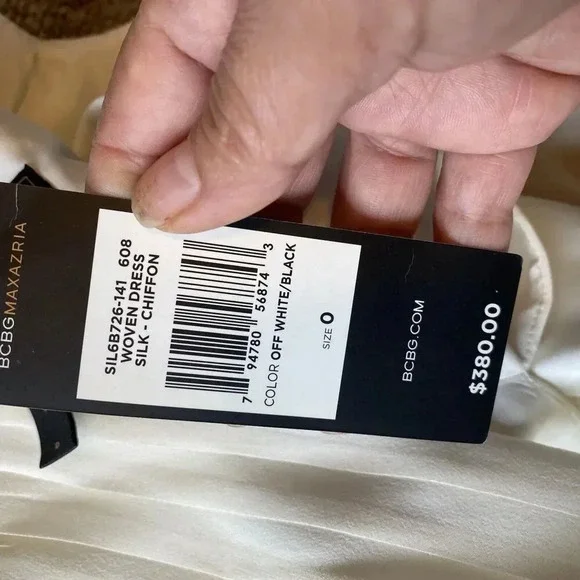 BCBGMAXAZRIA
SIL6B726-141 608
WOVEN DRESS
SILK - CHIFFON
7 94780 56874 3
COLOR OFF WHITE/BLACK
SIZE 0
BCBG.COM
$380.00